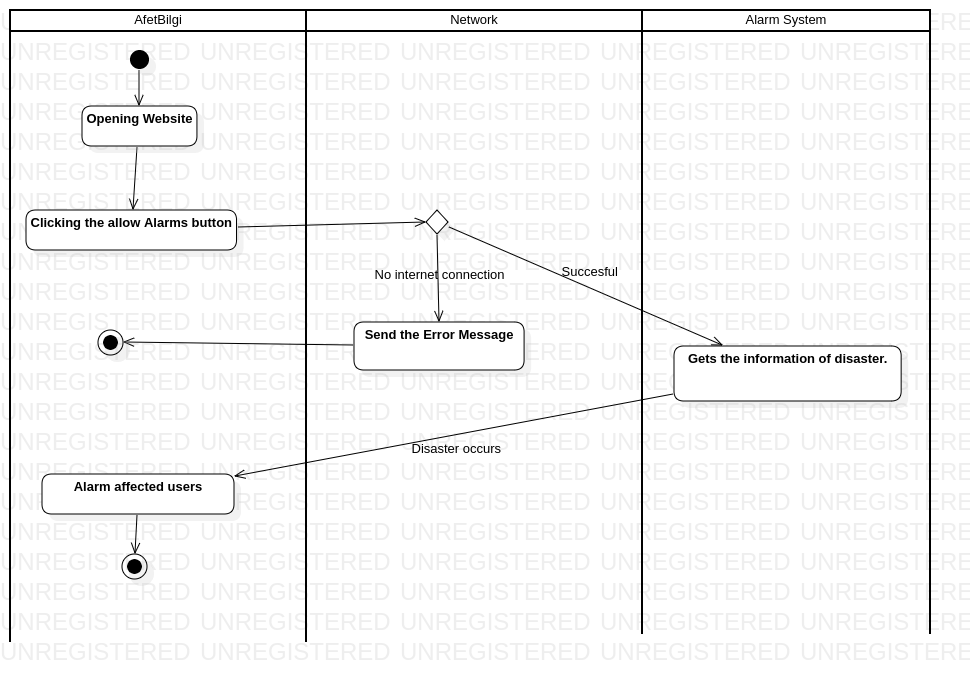 AfetBilgi
Network
Alarm System
Opening Website
Clicking the allow Alarms button
No internet connection
Succesful
Send the Error Message
Gets the information of disaster.
Disaster occurs
Alarm affected users
UNREGISTERED